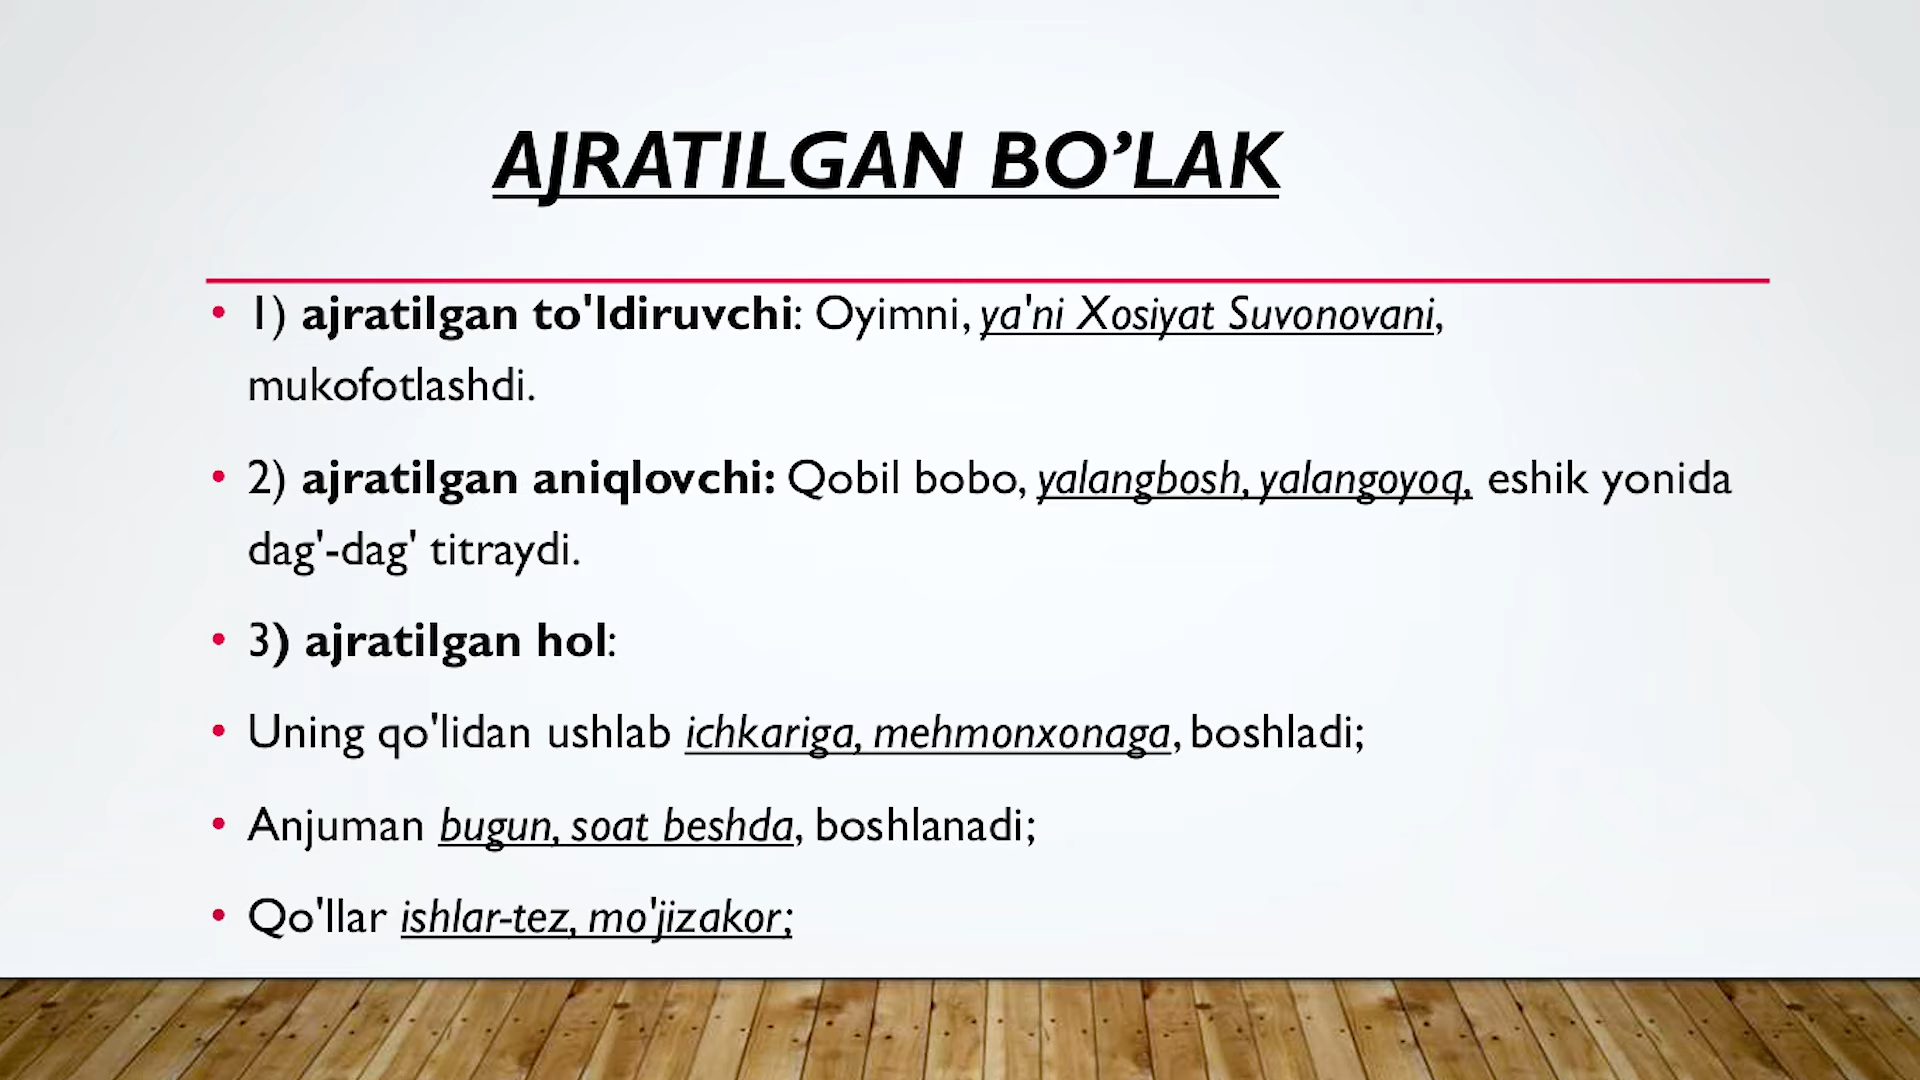 AJRATILGAN BO’LAK
• 1) ajratilgan to'ldiruvchi: Oyimni, ya'ni Xosiyat Suvonovani,
mukofotlashdi.
• 2) ajratilgan aniqlovchi: Qobil bobo, yalangbosh, yalangoyoq, eshik yonida
dag'-dag' titraydi.
• 3) ajratilgan hol:
• Uning qo'lidan ushlab ichkariga, mehmonxonaga, boshladi;
• Anjuman bugun, soat beshda, boshlanadi;
• Qo'llar ishlar-tez, mo'jizakor;